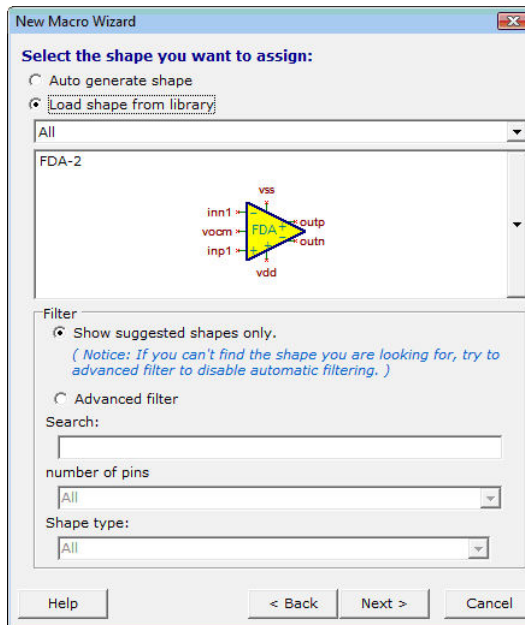 New Macro Wizard
Select the shape you want to assign:
Auto generate shape
Load shape from library
All
FDA-2
vss
inn1
outp
vocm
FDA
outn
inp1
vdd
Filter
Show suggested shapes only.
( Notice: If you can't find the shape you are looking for, try to
advanced filter to disable automatic filtering. )
Advanced filter
Search:
number of pins
All
Shape type:
All
Help
< Back
Next >
Cancel